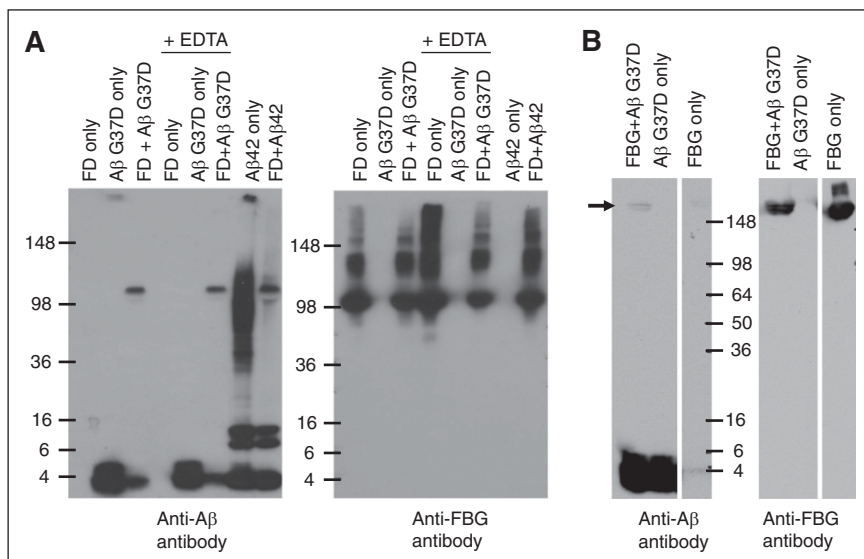 A
+ EDTA
FD only
Aβ G37D only
FD + Aβ G37D
FD only
Aβ G37D only
FD+Aβ G37D
Aβ42 only
FD+Aβ42
148
98
36
16
6
4
Anti-Aβ
antibody
+ EDTA
FD only
Aβ G37D only
FD + Aβ G37D
FD only
Aβ G37D only
FD+Aβ G37D
Aβ42 only
FD+Aβ42
148
98
36
16
6
4
Anti-FBG
antibody
B
FBG+Aβ G37D
Aβ G37D only
FBG only
148
98
64
50
36
16
6
4
FBG+Aβ G37D
Aβ G37D only
FBG only
Anti-Aβ
antibody
Anti-FBG
antibody